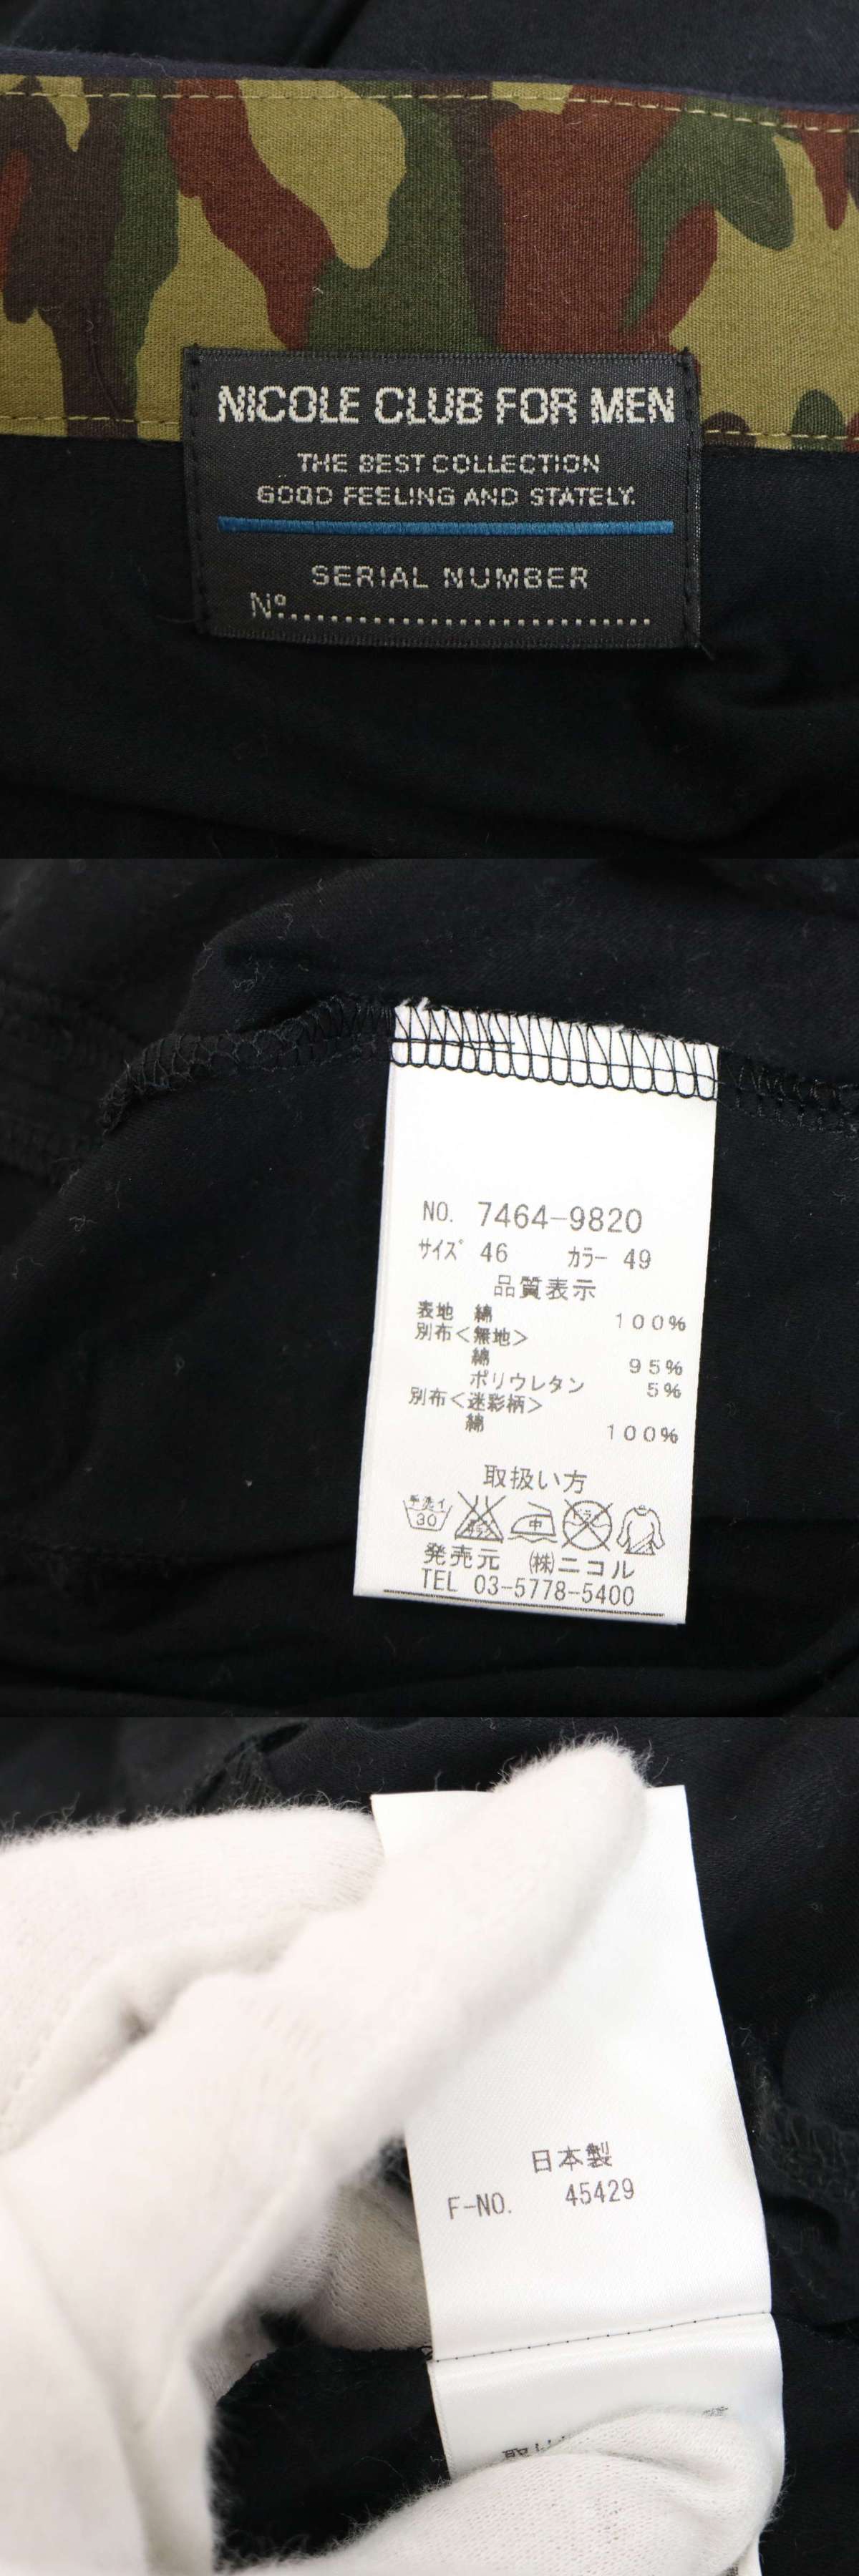 NICOLE CLUB FOR MEN
THE BEST COLLECTION
GOOD FEELING AND STATELY.
SERIAL NUMBER
Nº..............................
NO. 7464-9820
サイズ 46 カラー 49
品質表示
表地 綿 100%
別布<無地>
綿 95%
ポリウレタン 5%
別布<迷彩柄>
綿 100%
取扱い方
手洗イ
30
中
発売元 ㈱ニコル
TEL 03-5778-5400
日本製
F-NO. 45429